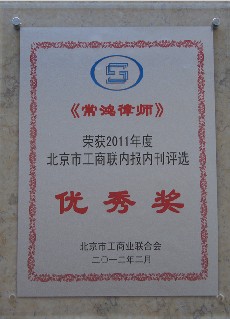 《常鸿律师》
荣获2011年度
北京市工商联内报内刊评选
优秀奖
北京市工商业联合会
二〇一二年二月